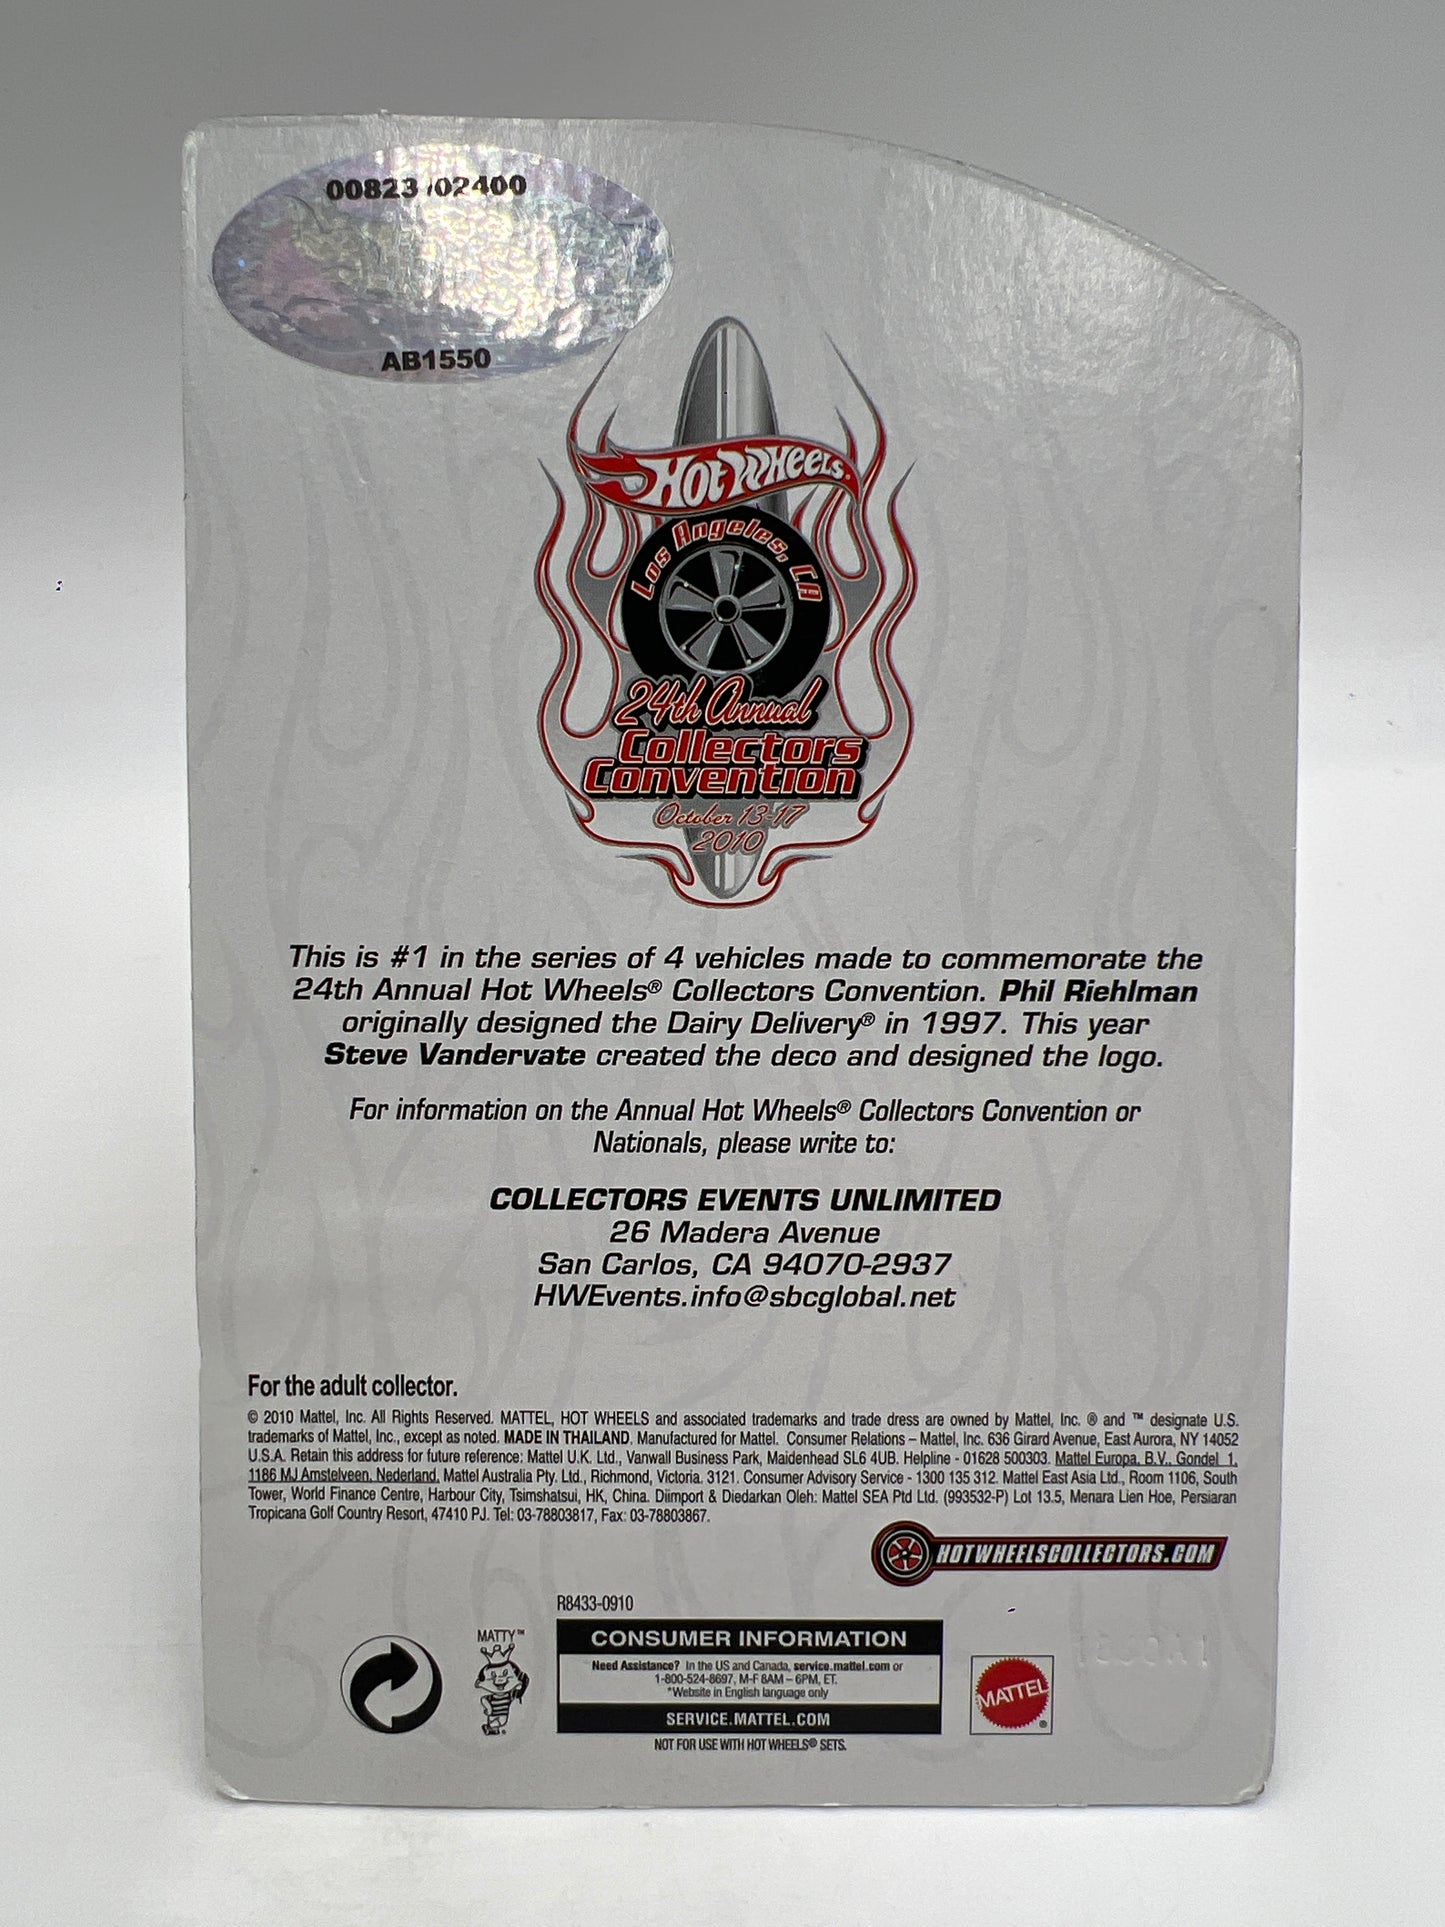 00823/02400
AB1550
HOT WHEELS
Los Angeles, CA
24th Annual
Collectors
Convention
October 13-17
2010
This is #1 in the series of 4 vehicles made to commemorate the
24th Annual Hot Wheels® Collectors Convention. Phil Riehlman
originally designed the Dairy Delivery® in 1997. This year
Steve Vandervate created the deco and designed the logo.
For information on the Annual Hot Wheels® Collectors Convention or
Nationals, please write to:
COLLECTORS EVENTS UNLIMITED
26 Madera Avenue
San Carlos, CA 94070-2937
HWEvents.info@sbcglobal.net
For the adult collector.
© 2010 Mattel, Inc. All Rights Reserved. MATTEL, HOT WHEELS and associated trademarks and trade dress are owned by Mattel, Inc. ® and ™ designate U.S.
trademarks of Mattel, Inc., except as noted. MADE IN THAILAND. Manufactured for Mattel. Consumer Relations – Mattel, Inc. 636 Girard Avenue, East Aurora, NY 14052
U.S.A. Retain this address for future reference: Mattel U.K. Ltd., Vanwall Business Park, Maidenhead SL6 4UB. Helpline - 01628 500303. Mattel Europa, B.V., Gondel 1,
1186 MJ Amstelveen, Nederland. Mattel Australia Pty. Ltd., Richmond, Victoria. 3121. Consumer Advisory Service - 1300 135 312. Mattel East Asia Ltd., Room 1106, South
Tower, World Finance Centre, Harbour City, Tsimshatsui, HK, China. Diimport & Diedarkan Oleh: Mattel SEA Ptd Ltd. (993532-P) Lot 13.5, Menara Lien Hoe, Persiaran
Tropicana Golf Country Resort, 47410 PJ. Tel: 03-78803817, Fax: 03-78803867.
HOTWHEELSCOLLECTORS.COM
R8433-0910
MATTY™
CONSUMER INFORMATION
Need Assistance? In the US and Canada, service.mattel.com or
1-800-524-8697, M-F 8AM – 6PM, ET.
*Website in English language only
SERVICE.MATTEL.COM
NOT FOR USE WITH HOT WHEELS® SETS.
MATTEL®